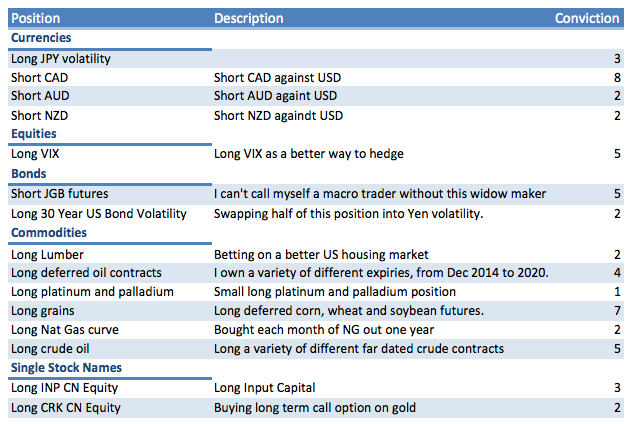 Position Description Conviction
Currencies
Long JPY volatility 3
Short CAD Short CAD against USD 8
Short AUD Short AUD againt USD 2
Short NZD Short NZD againdt USD 2
Equities
Long VIX Long VIX as a better way to hedge 5
Bonds
Short JGB futures I can't call myself a macro trader without this widow maker 5
Long 30 Year US Bond Volatility Swapping half of this position into Yen volatility. 2
Commodities
Long Lumber Betting on a better US housing market 2
Long deferred oil contracts I own a variety of different expiries, from Dec 2014 to 2020. 4
Long platinum and palladium Small long platinum and palladium position 1
Long grains Long deferred corn, wheat and soybean futures. 7
Long Nat Gas curve Bought each month of NG out one year 2
Long crude oil Long a variety of different far dated crude contracts 5
Single Stock Names
Long INP CN Equity Long Input Capital 3
Long CRK CN Equity Buying long term call option on gold 2